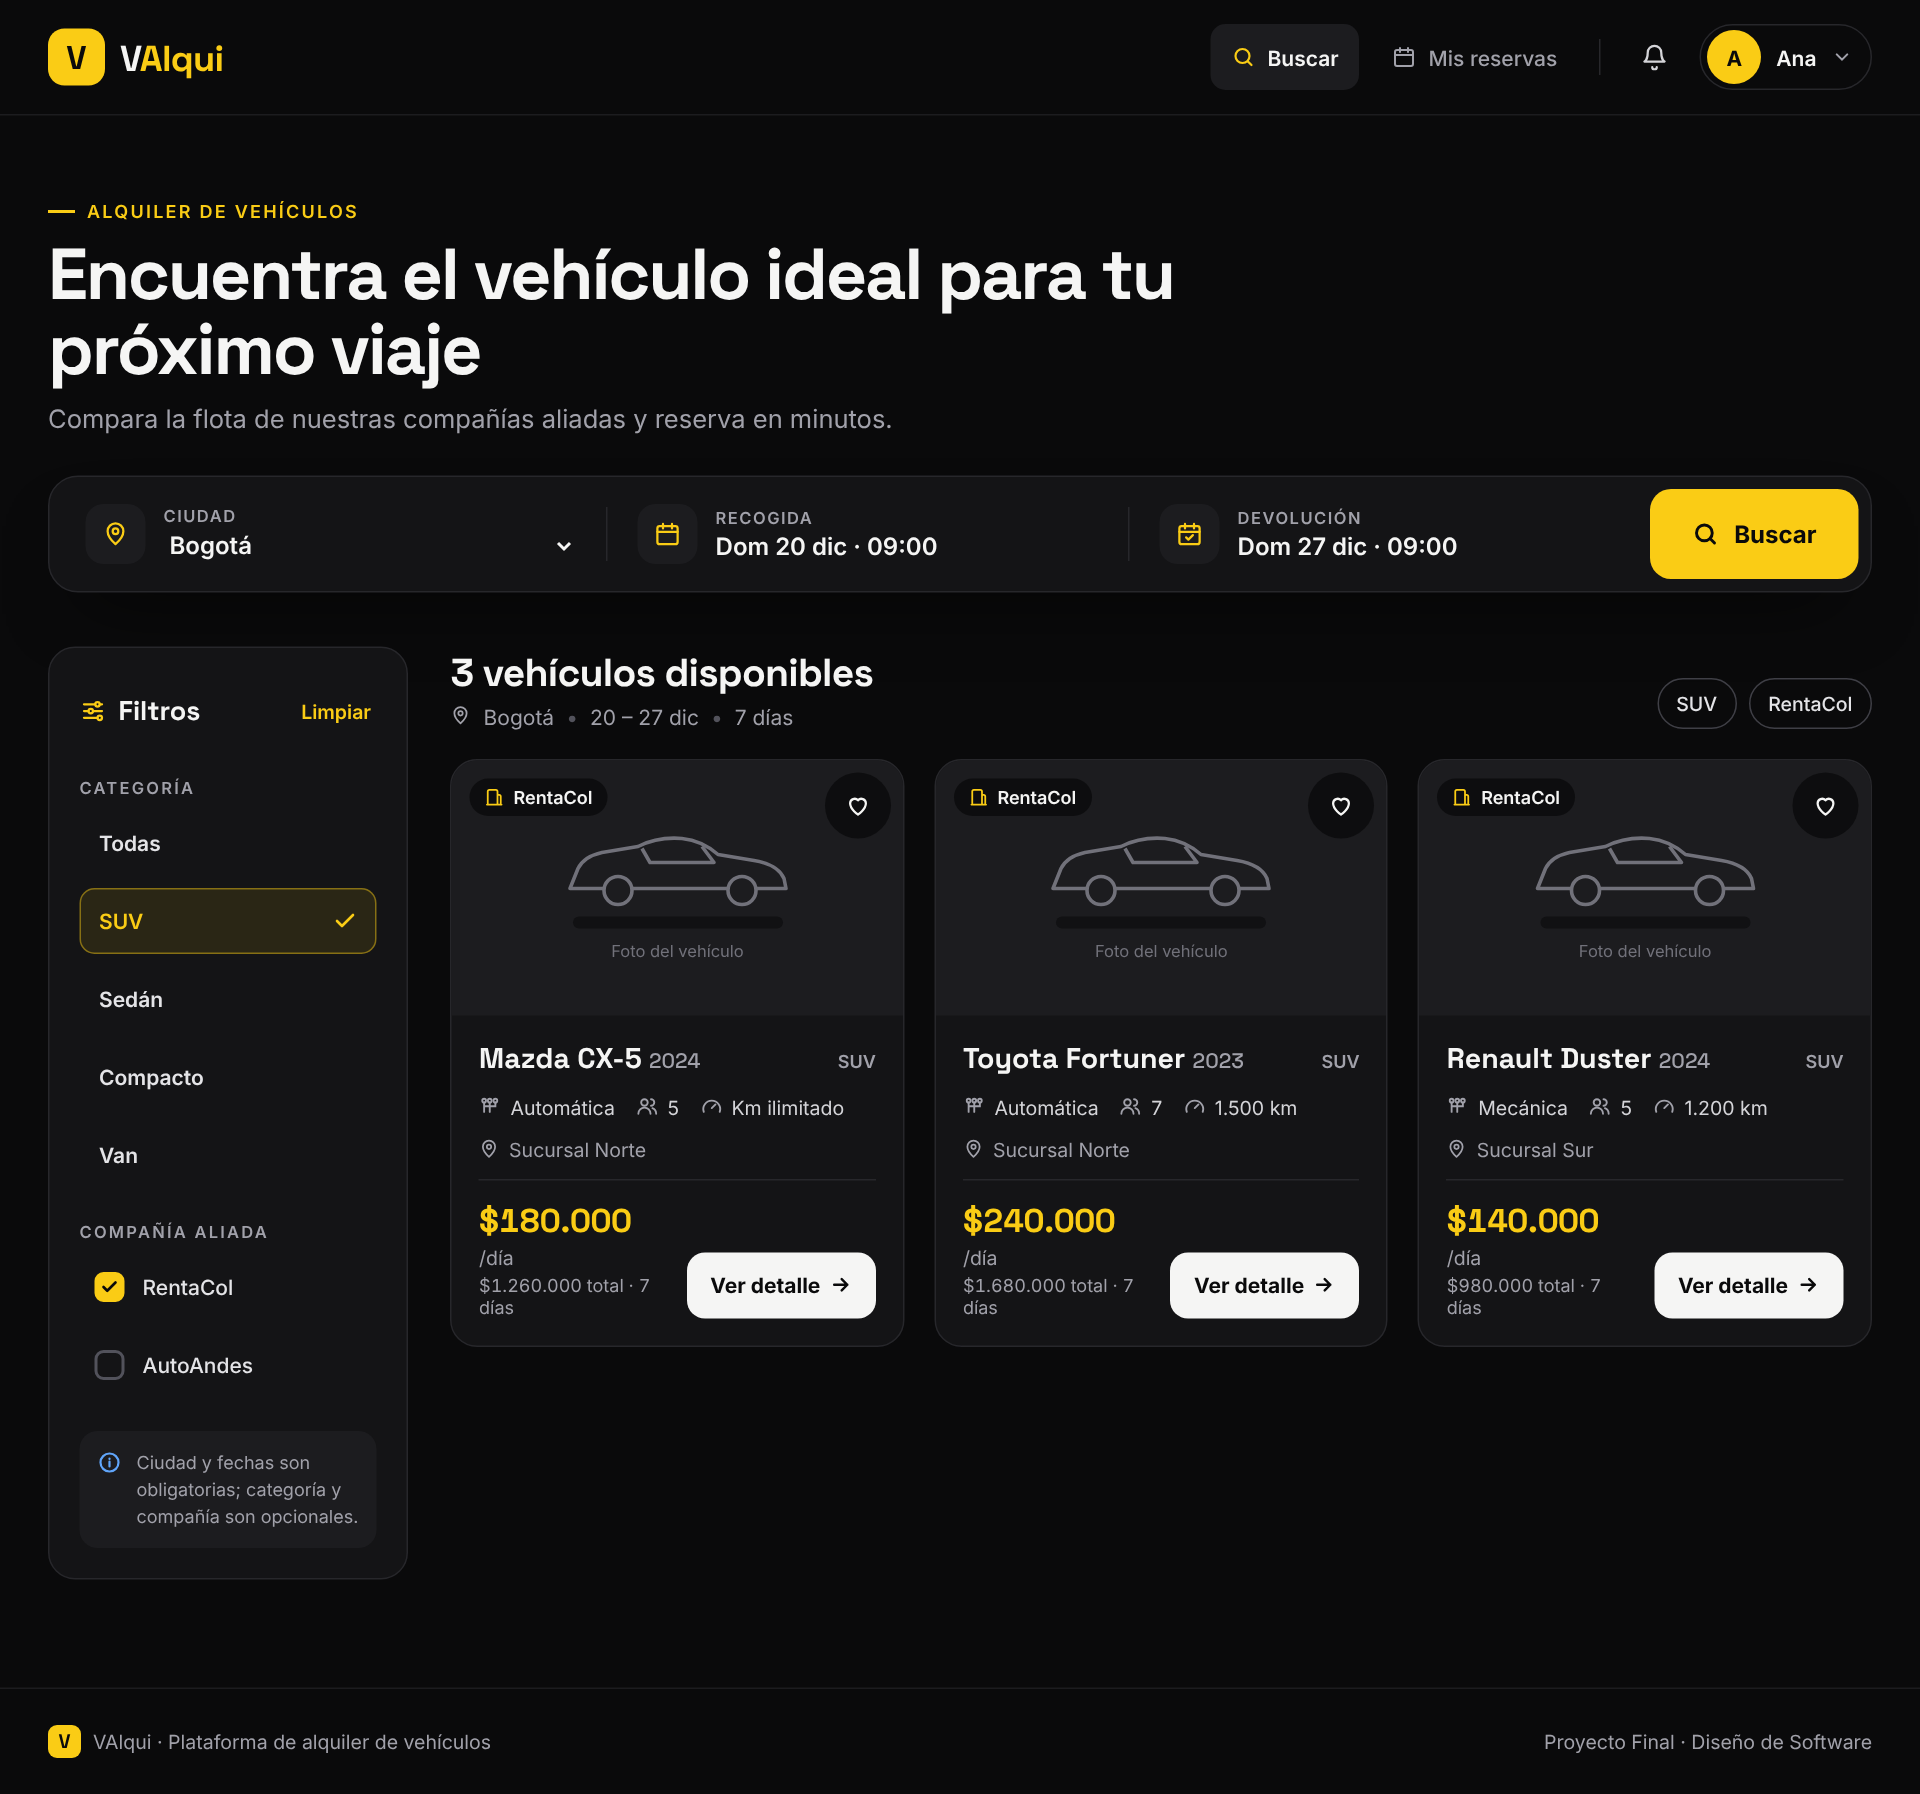 V VAlqui
Buscar
Mis reservas
A Ana
ALQUILER DE VEHÍCULOS
Encuentra el vehículo ideal para tu
próximo viaje
Compara la flota de nuestras compañías aliadas y reserva en minutos.
CIUDAD
Bogotá
RECOGIDA
Dom 20 dic · 09:00
DEVOLUCIÓN
Dom 27 dic · 09:00
Buscar
Filtros
Limpiar
CATEGORÍA
Todas
SUV
Sedán
Compacto
Van
COMPAÑÍA ALIADA
RentaCol
AutoAndes
Ciudad y fechas son
obligatorias; categoría y
compañía son opcionales.
3 vehículos disponibles
Bogotá • 20 – 27 dic • 7 días
SUV
RentaCol
RentaCol
Foto del vehículo
Mazda CX-5 2024
SUV
Automática 5 Km ilimitado
Sucursal Norte
$180.000
/día
$1.260.000 total · 7
días
Ver detalle →
RentaCol
Foto del vehículo
Toyota Fortuner 2023
SUV
Automática 7 1.500 km
Sucursal Norte
$240.000
/día
$1.680.000 total · 7
días
Ver detalle →
RentaCol
Foto del vehículo
Renault Duster 2024
SUV
Mecánica 5 1.200 km
Sucursal Sur
$140.000
/día
$980.000 total · 7
días
Ver detalle →
V VAlqui · Plataforma de alquiler de vehículos
Proyecto Final · Diseño de Software